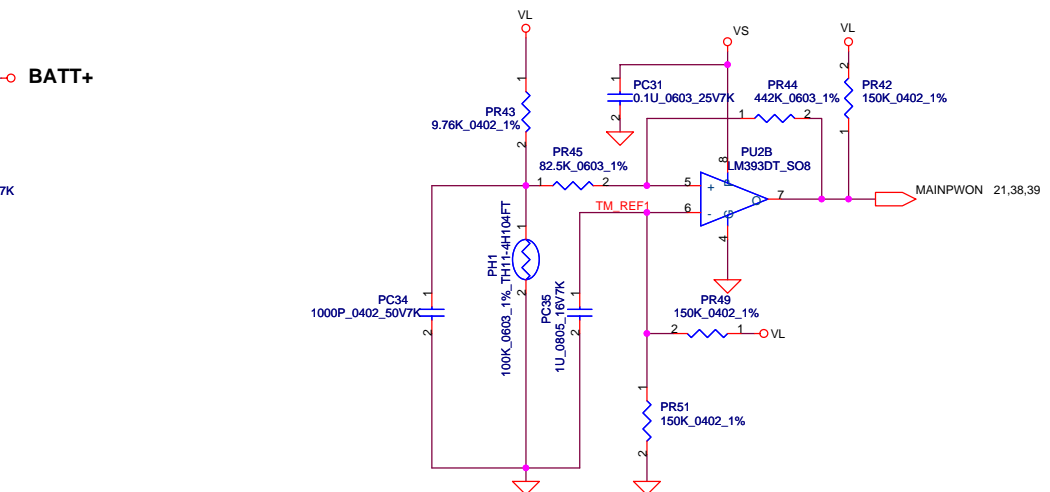 VL
VS
VL
BATT+
1
PR43
9.76K_0402_1%
2
1
PC31
0.1U_0603_25V7K
2
PR44
442K_0603_1%
1
2
2
PR42
150K_0402_1%
1
7K
PR45
82.5K_0603_1%
1
2
PU2B
LM393DT_SO8
8
P
5
+
6
-
O
7
G
4
MAINPWON 21,38,39
TM_REF1
1
PH1
100K_0603_1%_TH11-4H104FT
2
1
PC34
1000P_0402_50V7K
2
1
PC35
1U_0805_16V7K
2
PR49
150K_0402_1%
2
1
VL
1
PR51
150K_0402_1%
2